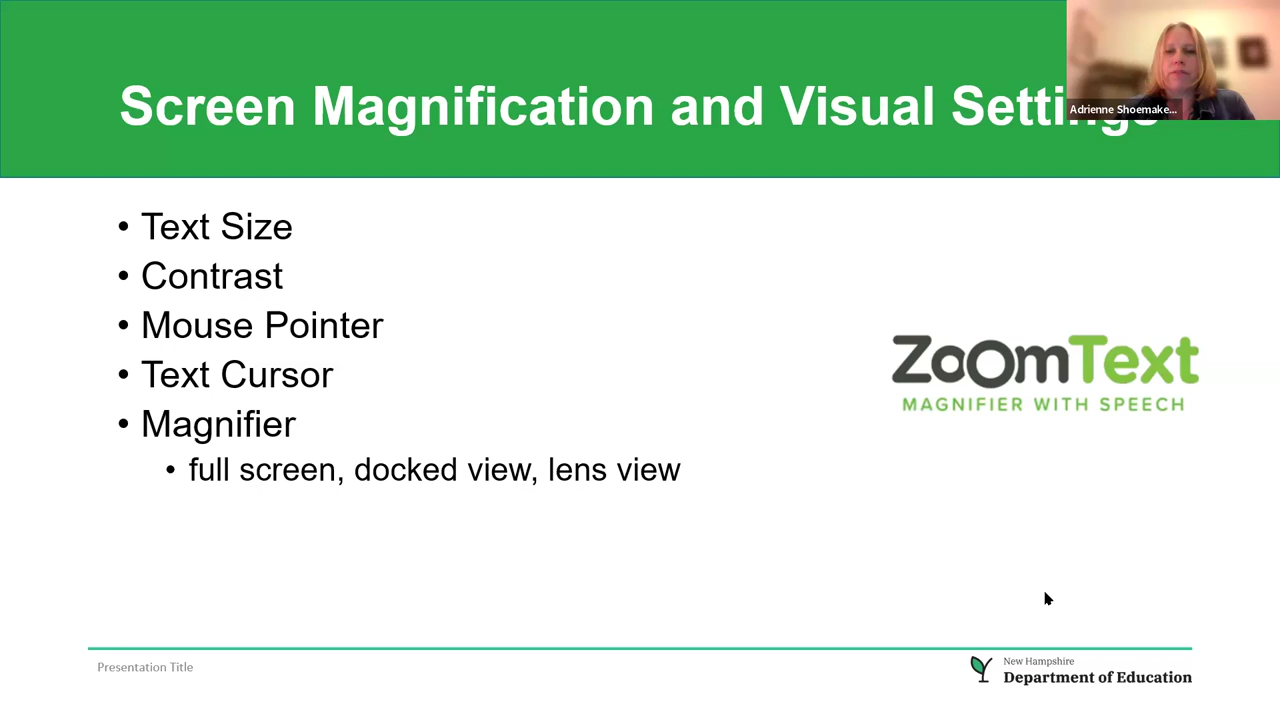 Screen Magnification and Visual Settings
Adrienne Shoemake...
• Text Size
• Contrast
• Mouse Pointer
• Text Cursor
• Magnifier
• full screen, docked view, lens view
ZoomText
MAGNIFIER WITH SPEECH
Presentation Title
New Hampshire
Department of Education